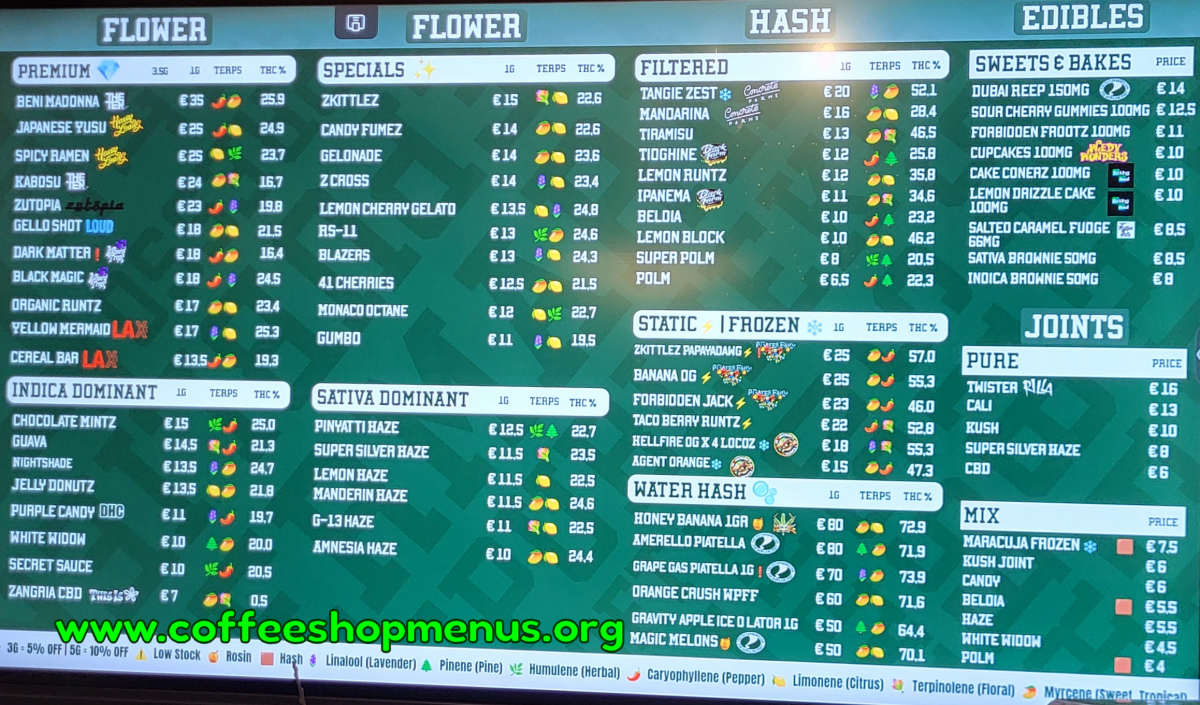 FLOWER
PREMIUM 3.5G 1G TERPS THC %
BENI MADONNA €35 25.9
JAPANESE YUSU €25 24.9
SPICY RAMEN €25 23.7
KABOSU €24 16.7
ZUTOPIA zutopia €23 19.8
GELLO SHOT LOUD €18 21.5
DARK MATTER €18 16.4
BLACK MAGIC €18 24.5
ORGANIC RUNTZ €17 23.4
YELLOW MERMAID LAX €17 25.3
CEREAL BAR LAX €13.5 19.3
INDICA DOMINANT 1G TERPS THC %
CHOCOLATE MINTZ €15 25.0
GUAVA €14.5 21.3
NIGHTSHADE €13.5 24.7
JELLY DONUTZ €13.5 21.8
PURPLE CANDY DHC €11 19.7
WHITE WIDOW €10 20.0
SECRET SAUCE €10 20.5
ZANGRIA CBD €7 0.5
FLOWER
SPECIALS 1G TERPS THC %
ZKITTLEZ €15 22.6
CANDY FUMEZ €14 22.6
GELONADE €14 23.6
Z CROSS €14 23.4
LEMON CHERRY GELATO €13.5 24.8
RS-11 €13 24.6
BLAZERS €13 24.3
41 CHERRIES €12.5 21.5
MONACO OCTANE €12 22.7
GUMBO €11 19.5
SATIVA DOMINANT 1G TERPS THC %
PINYATTI HAZE €12.5 22.7
SUPER SILVER HAZE €11.5 23.5
LEMON HAZE €11.5 22.5
MANDERIN HAZE €11.5 24.6
G-13 HAZE €11 22.5
AMNESIA HAZE €10 24.4
HASH
FILTERED 1G TERPS THC %
TANGIE ZEST Concrete Farms €20 52.1
MANDARINA Concrete Farms €16 28.4
TIRAMISU €13 46.5
TIOGHINE Black Farm €12 25.8
LEMON RUNTZ €12 35.8
IPANEMA Black Farm €11 34.6
BELDIA €10 23.2
LEMON BLOCK €10 46.2
SUPER POLM €8 20.5
POLM €6.5 22.3
STATIC | FROZEN 1G TERPS THC %
ZKITTLEZ PAPAYADAWG €25 57.0
BANANA OG €25 55.3
FORBIDDEN JACK €23 46.0
TACO BERRY RUNTZ €22 52.8
HELLFIRE OG X 4 LOCOZ €18 55.3
AGENT ORANGE €15 47.3
WATER HASH 1G TERPS THC %
HONEY BANANA 1GR €80 72.9
AMERELLO PIATELLA €80 71.9
GRAPE GAS PIATELLA 1G €70 73.9
ORANGE CRUSH WPFF €60 71.6
GRAVITY APPLE ICE O LATOR 1G €50 64.4
MAGIC MELONS €50 70.1
EDIBLES
SWEETS & BAKES PRICE
DUBAI REEP 150MG €14
SOUR CHERRY GUMMIES 100MG €12.5
FORBIDDEN FROOTZ 100MG €11
CUPCAKES 100MG WEEDY WONDERS €10
CAKE CONERZ 100MG €10
LEMON DRIZZLE CAKE 100MG €10
SALTED CARAMEL FUDGE 66MG €8.5
SATIVA BROWNIE 50MG €8.5
INDICA BROWNIE 50MG €8
JOINTS
PURE PRICE
TWISTER €16
CALI €13
KUSH €10
SUPER SILVER HAZE €8
CBD €6
MIX PRICE
MARACUJA FROZEN €7.5
KUSH JOINT €6
CANDY €6
BELDIA €5.5
HAZE €5.5
WHITE WIDOW €4.5
POLM €4
www.coffeeshopmenus.org
3G = 5% OFF | 5G = 10% OFF Low Stock Rosin Hash Linalool (Lavender) Pinene (Pine) Humulene (Herbal) Caryophyllene (Pepper) Limonene (Citrus) Terpinolene (Floral) Myrcene (Sweet, Tropical)